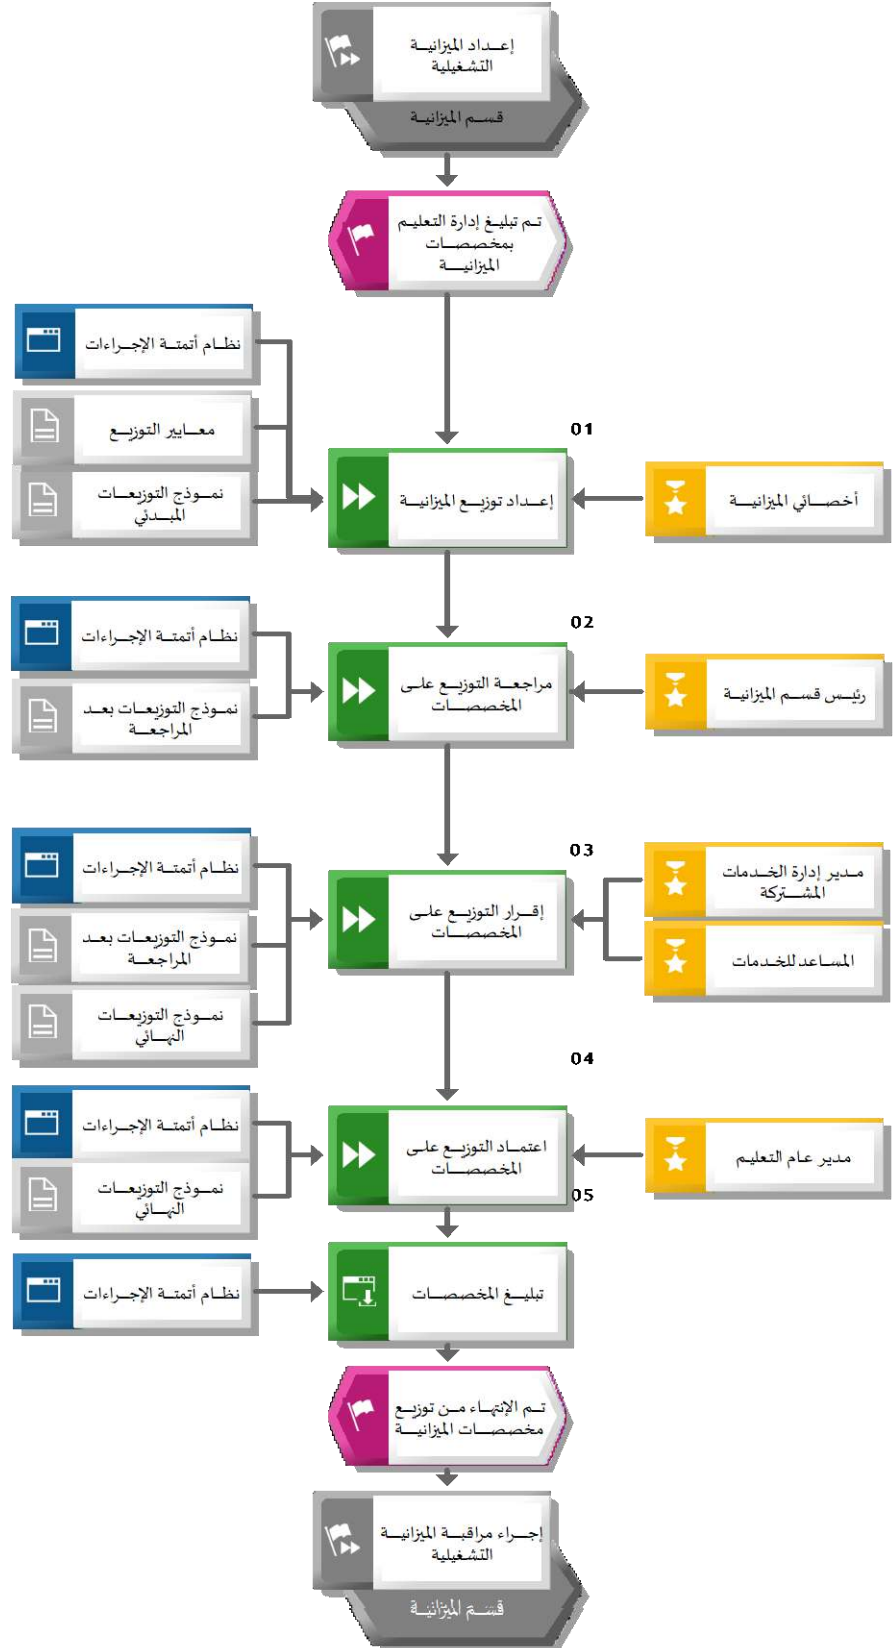 إعداد الميزانية
التشغيلية
قسم الميزانية
تم تبليغ إدارة التعليم
بمخصصات
الميزانية
01
نظام أتمتة الإجراءات
معايير التوزيع
نموذج التوزيعات
المبدئي
إعداد توزيع الميزانية
أخصائي الميزانية
02
نظام أتمتة الإجراءات
نموذج التوزيعات بعد
المراجعة
مراجعة التوزيع على
المخصصات
رئيس قسم الميزانية
03
نظام أتمتة الإجراءات
نموذج التوزيعات بعد
المراجعة
نموذج التوزيعات
النهائي
إقرار التوزيع على
المخصصات
مدير إدارة الخدمات
المشتركة
المساعد للخدمات
04
نظام أتمتة الإجراءات
نموذج التوزيعات
النهائي
اعتماد التوزيع على
المخصصات
مدير عام التعليم
05
نظام أتمتة الإجراءات
تبليغ المخصصات
تم الإنتهاء من توزيع
مخصصات الميزانية
إجراء مراقبة الميزانية
التشغيلية
قسم الميزانية